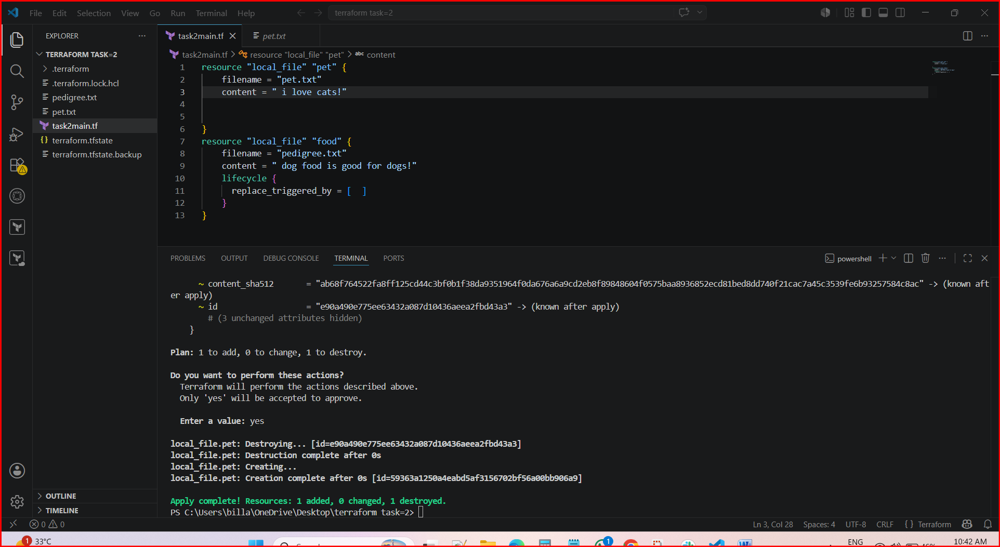 File Edit Selection View Go Run Terminal Help
terraform task=2
EXPLORER
TERRAFORM TASK=2
.terraform
.terraform.lock.hcl
pedigree.txt
pet.txt
task2main.tf
terraform.tfstate
terraform.tfstate.backup
OUTLINE
TIMELINE
task2main.tf
pet.txt
task2main.tf > resource "local_file" "pet" > abc content
1 resource "local_file" "pet" {
2 filename = "pet.txt"
3 content = " i love cats!"
4
5
6 }
7 resource "local_file" "food" {
8 filename = "pedigree.txt"
9 content = " dog food is good for dogs!"
10 lifecycle {
11 replace_triggered_by = [  ]
12 }
13 }
PROBLEMS OUTPUT DEBUG CONSOLE TERMINAL PORTS
powershell
~ content_sha512 = "ab68f764522fa8ff125cd44c3bf0b1f38da9351964f0da676a6a9cd2eb8f89848604f0575baa8936852ecd81bed8dd740f21cac7a45c3539fe6b93257584c8ac" -> (known aft
er apply)
~ id = "e90a490e775ee63432a087d10436aeea2fbd43a3" -> (known after apply)
# (3 unchanged attributes hidden)
}
Plan: 1 to add, 0 to change, 1 to destroy.
Do you want to perform these actions?
Terraform will perform the actions described above.
Only 'yes' will be accepted to approve.
Enter a value: yes
local_file.pet: Destroying... [id=e90a490e775ee63432a087d10436aeea2fbd43a3]
local_file.pet: Destruction complete after 0s
local_file.pet: Creating...
local_file.pet: Creation complete after 0s [id=59363a1250a4eabd5af3156702bf56a00bb906a9]
Apply complete! Resources: 1 added, 0 changed, 1 destroyed.
PS C:\Users\billa\OneDrive\Desktop\terraform task=2>
0 0
Ln 3, Col 28 Spaces: 4 UTF-8 CRLF { } Terraform
1 33°C
1
ENG
10:42 AM